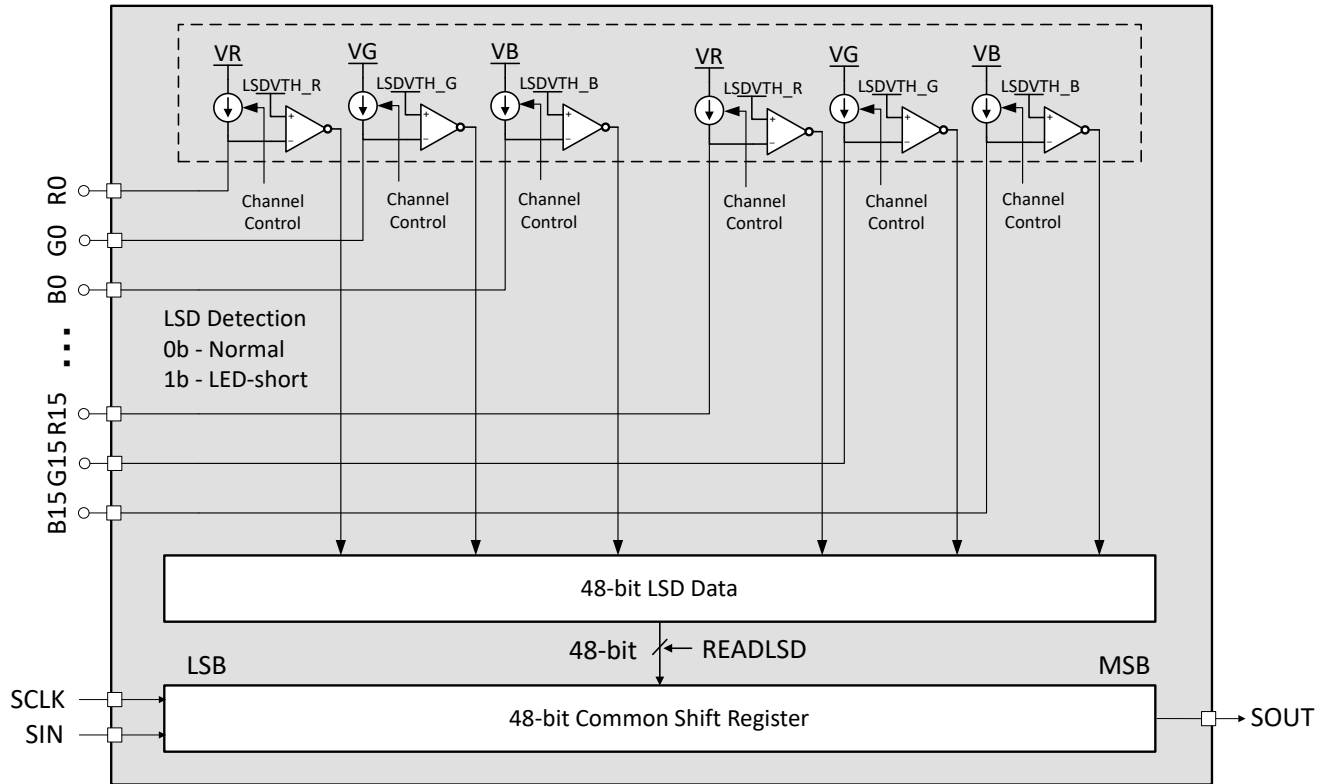 VR VG VB VR VG VB
LSDVTH_R LSDVTH_G LSDVTH_B LSDVTH_R LSDVTH_G LSDVTH_B
+ + + + + +
− − − − − −
R0
Channel Control
Channel Control
Channel Control
Channel Control
Channel Control
Channel Control
G0
B0
LSD Detection
0b - Normal
1b - LED-short
...
R15
G15
B15
48-bit LSD Data
48-bit READLSD
LSB MSB
SCLK
SIN
48-bit Common Shift Register
SOUT